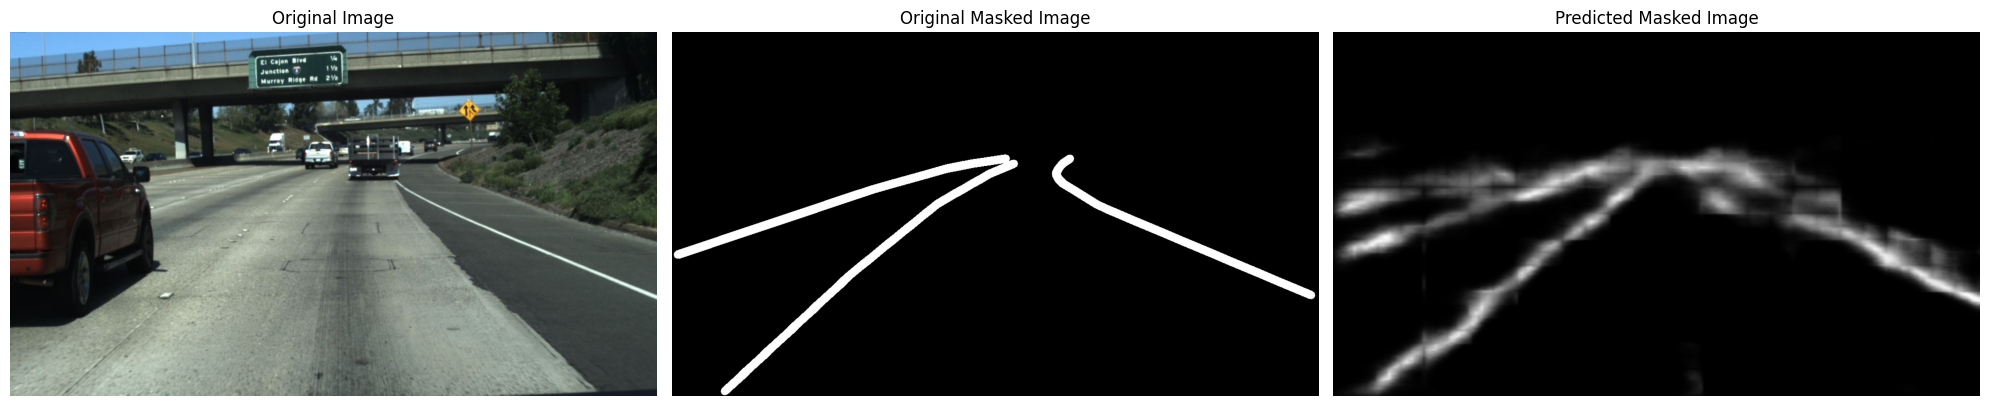 Original Image
Original Masked Image
Predicted Masked Image
El Cajon Blvd ¼
Junction 1½
Murray Ridge Rd 2½